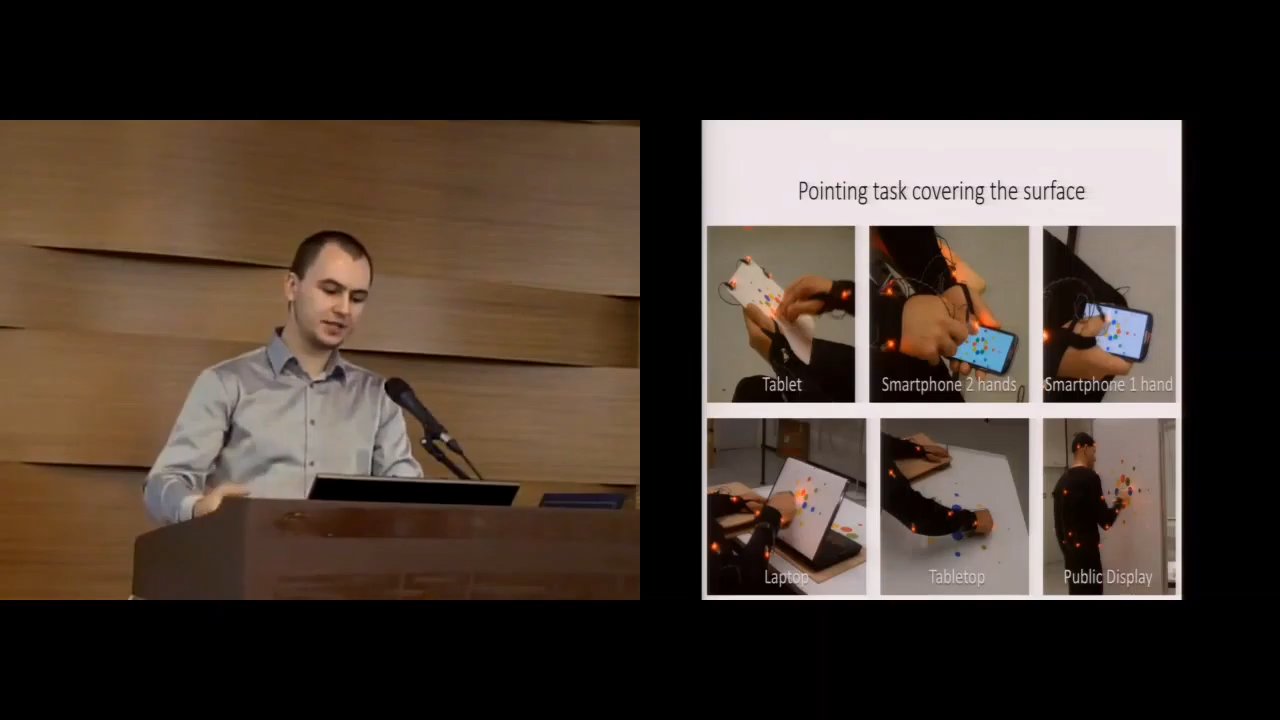 Pointing task covering the surface
Tablet
Smartphone 2 hands
Smartphone 1 hand
Laptop
Tabletop
Public Display